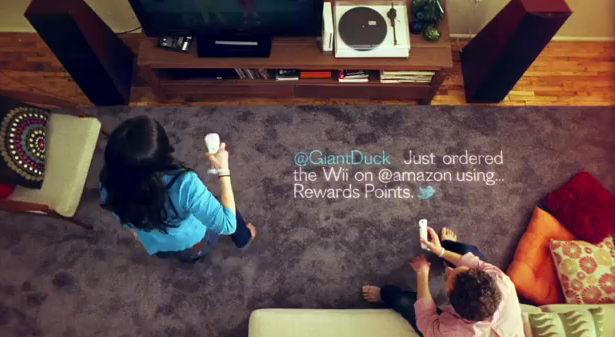 @GiantDuck Just ordered
the Wii on @amazon using...
Rewards Points.